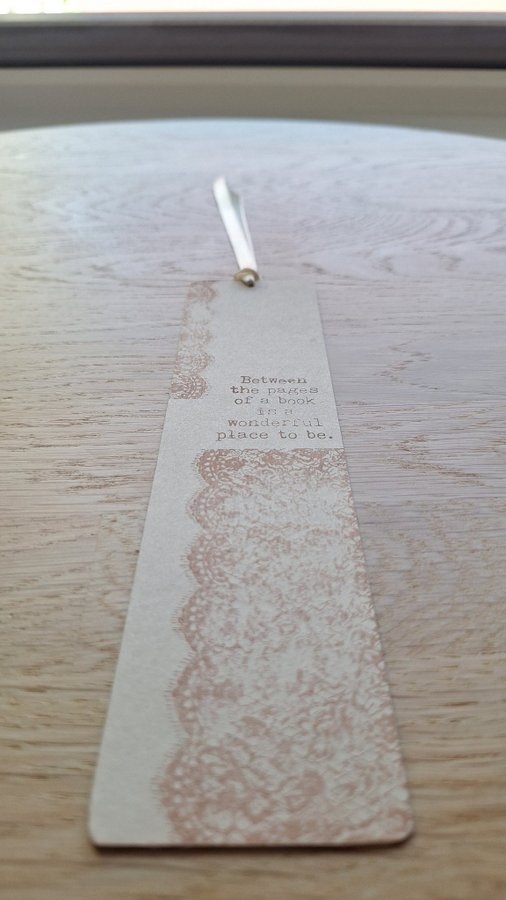 Between
the pages
of a book
is a
wonderful
place to be.